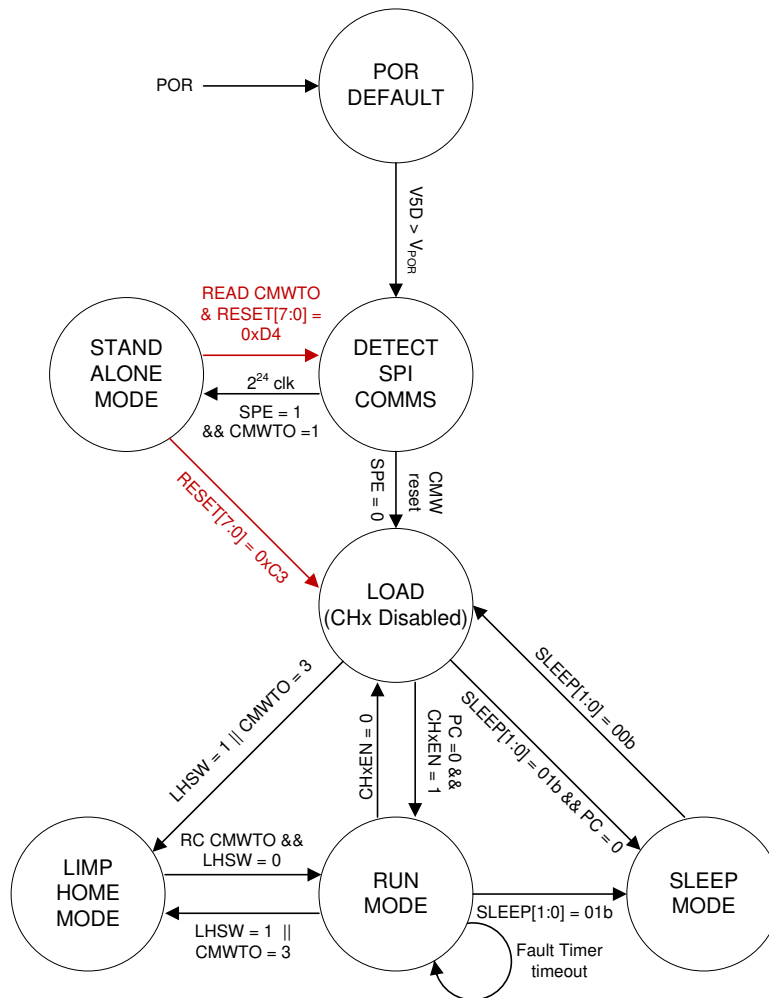 POR
POR
DEFAULT
V5D > VPOR
READ CMWTO
& RESET[7:0] =
0xD4
STAND
ALONE
MODE
DETECT
SPI
COMMS
2²⁴ clk
SPE = 1
&& CMWTO =1
RESET[7:0] = 0xC3
SPE = 0
CMW
reset
LOAD
(CHx Disabled)
LHSW = 1 || CMWTO = 3
CHxEN = 0
PC =0 &&
CHxEN = 1
SLEEP[1:0] = 01b && PC = 0
SLEEP[1:0] = 00b
LIMP
HOME
MODE
RC CMWTO &&
LHSW = 0
LHSW = 1 ||
CMWTO = 3
RUN
MODE
SLEEP[1:0] = 01b
SLEEP
MODE
Fault Timer
timeout